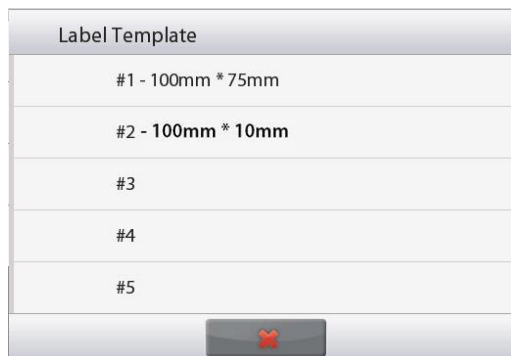 Label Template
#1 - 100mm * 75mm
#2 - 100mm * 10mm
#3
#4
#5